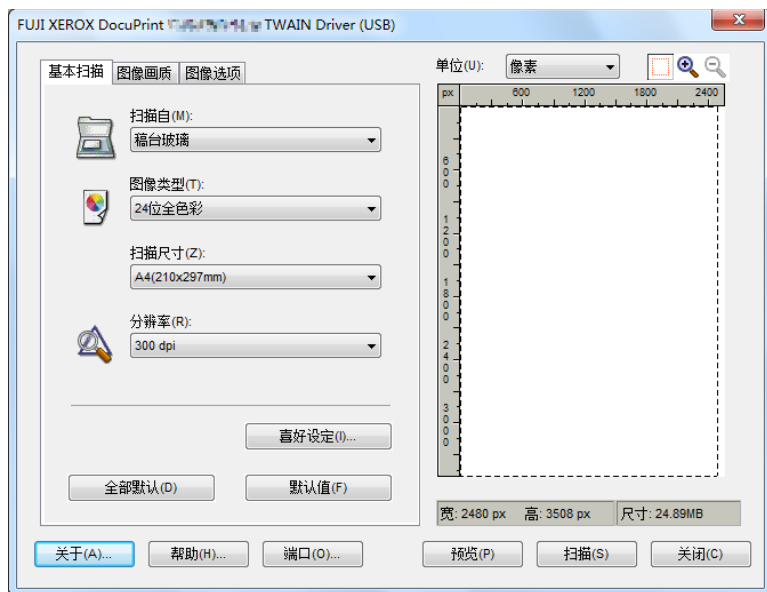 FUJI XEROX DocuPrint TWAIN Driver (USB)
基本扫描 图像画质 图像选项
扫描自(M):
稿台玻璃
图像类型(T):
24位全色彩
扫描尺寸(Z):
A4(210x297mm)
分辨率(R):
300 dpi
喜好设定(I)...
全部默认(D) 默认值(F)
单位(U): 像素
px 600 1200 1800 2400
600
1200
1800
2400
3000
宽: 2480 px 高: 3508 px 尺寸: 24.89MB
关于(A)... 帮助(H)... 端口(O)... 预览(P) 扫描(S) 关闭(C)